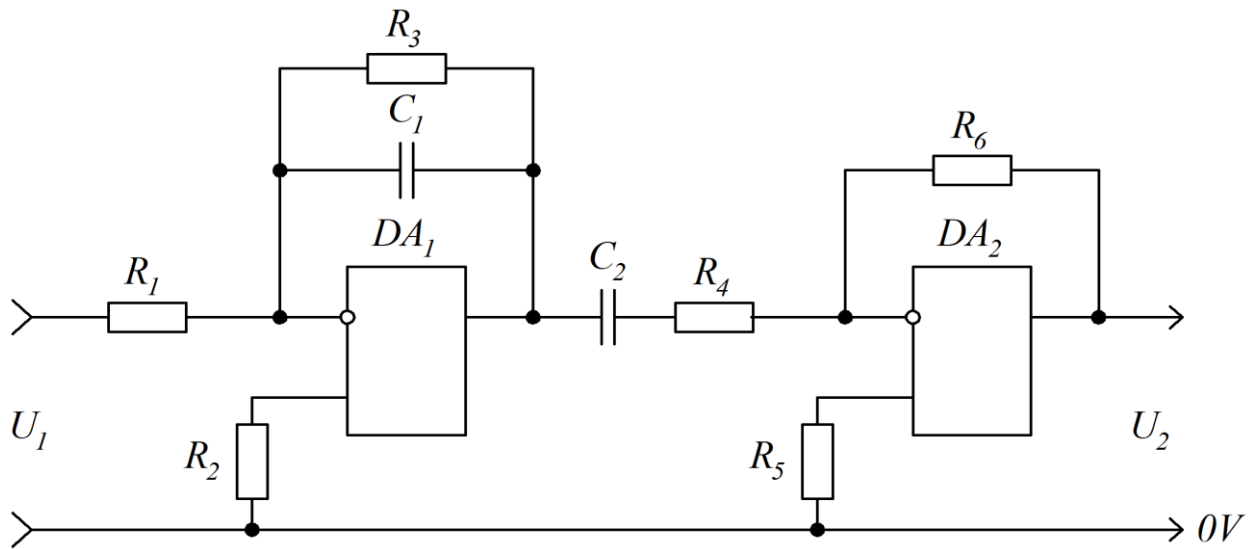 R₃
C₁
R₆
DA₁
DA₂
C₂
R₁
R₄
U₁
R₂
R₅
U₂
0V